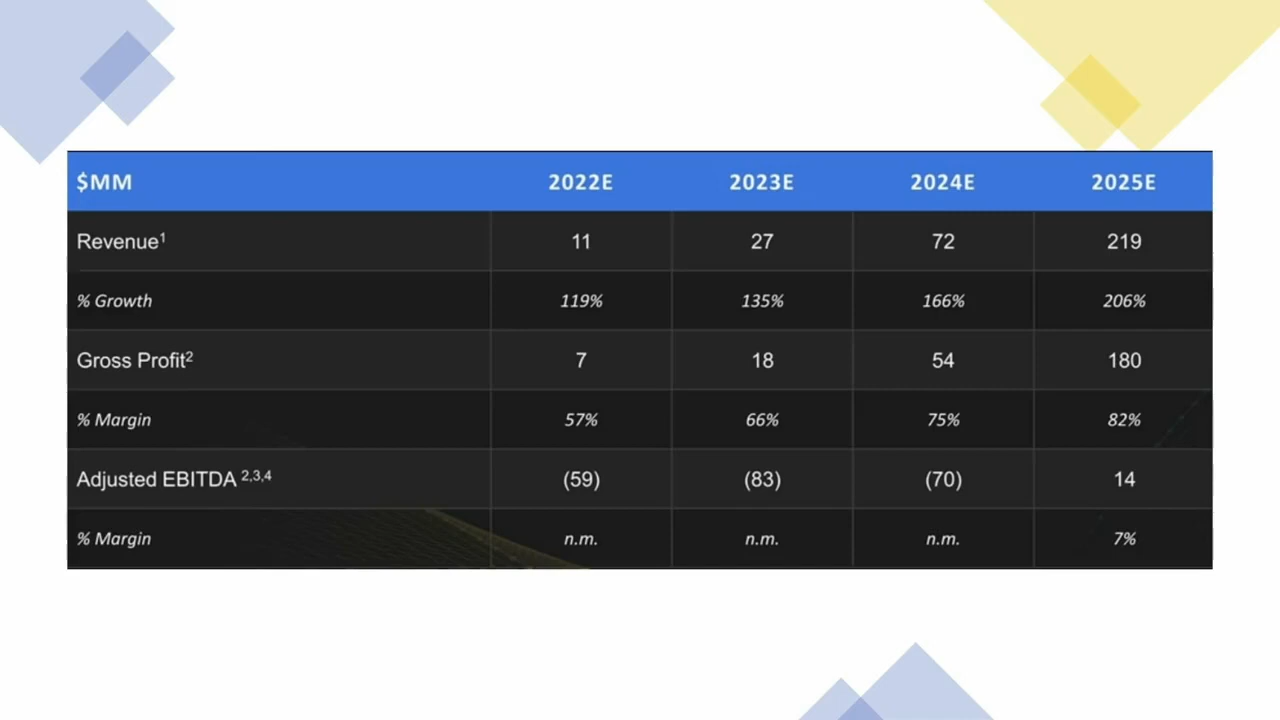 $MM 2022E 2023E 2024E 2025E
Revenue¹ 11 27 72 219
% Growth 119% 135% 166% 206%
Gross Profit² 7 18 54 180
% Margin 57% 66% 75% 82%
Adjusted EBITDA ²,³,⁴ (59) (83) (70) 14
% Margin n.m. n.m. n.m. 7%